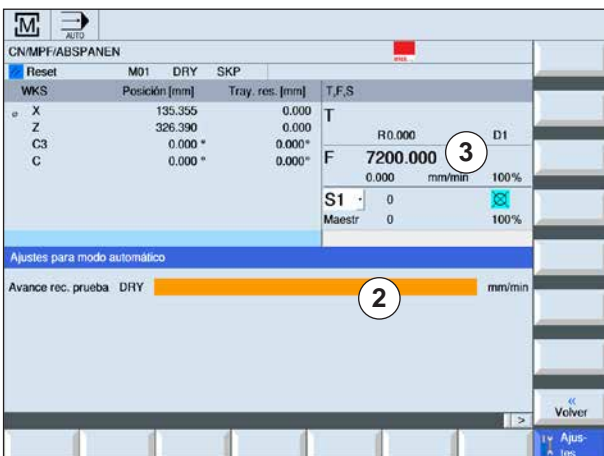 M AUTO
CN/MPF/ABSPANEN
Reset M01 DRY SKP
WKS Posición [mm] Tray. res. [mm] T,F,S
X 135.355 0.000 T
Z 326.390 0.000 R0.000 D1
C3 0.000 ° 0.000°
C 0.000 ° 0.000° F 7200.000 3
0.000 mm/min 100%
S1 0
Maestr 0 100%
Ajustes para modo automático
Avance rec. prueba DRY 2 mm/min
«
Volver
>
Ajus-
tes